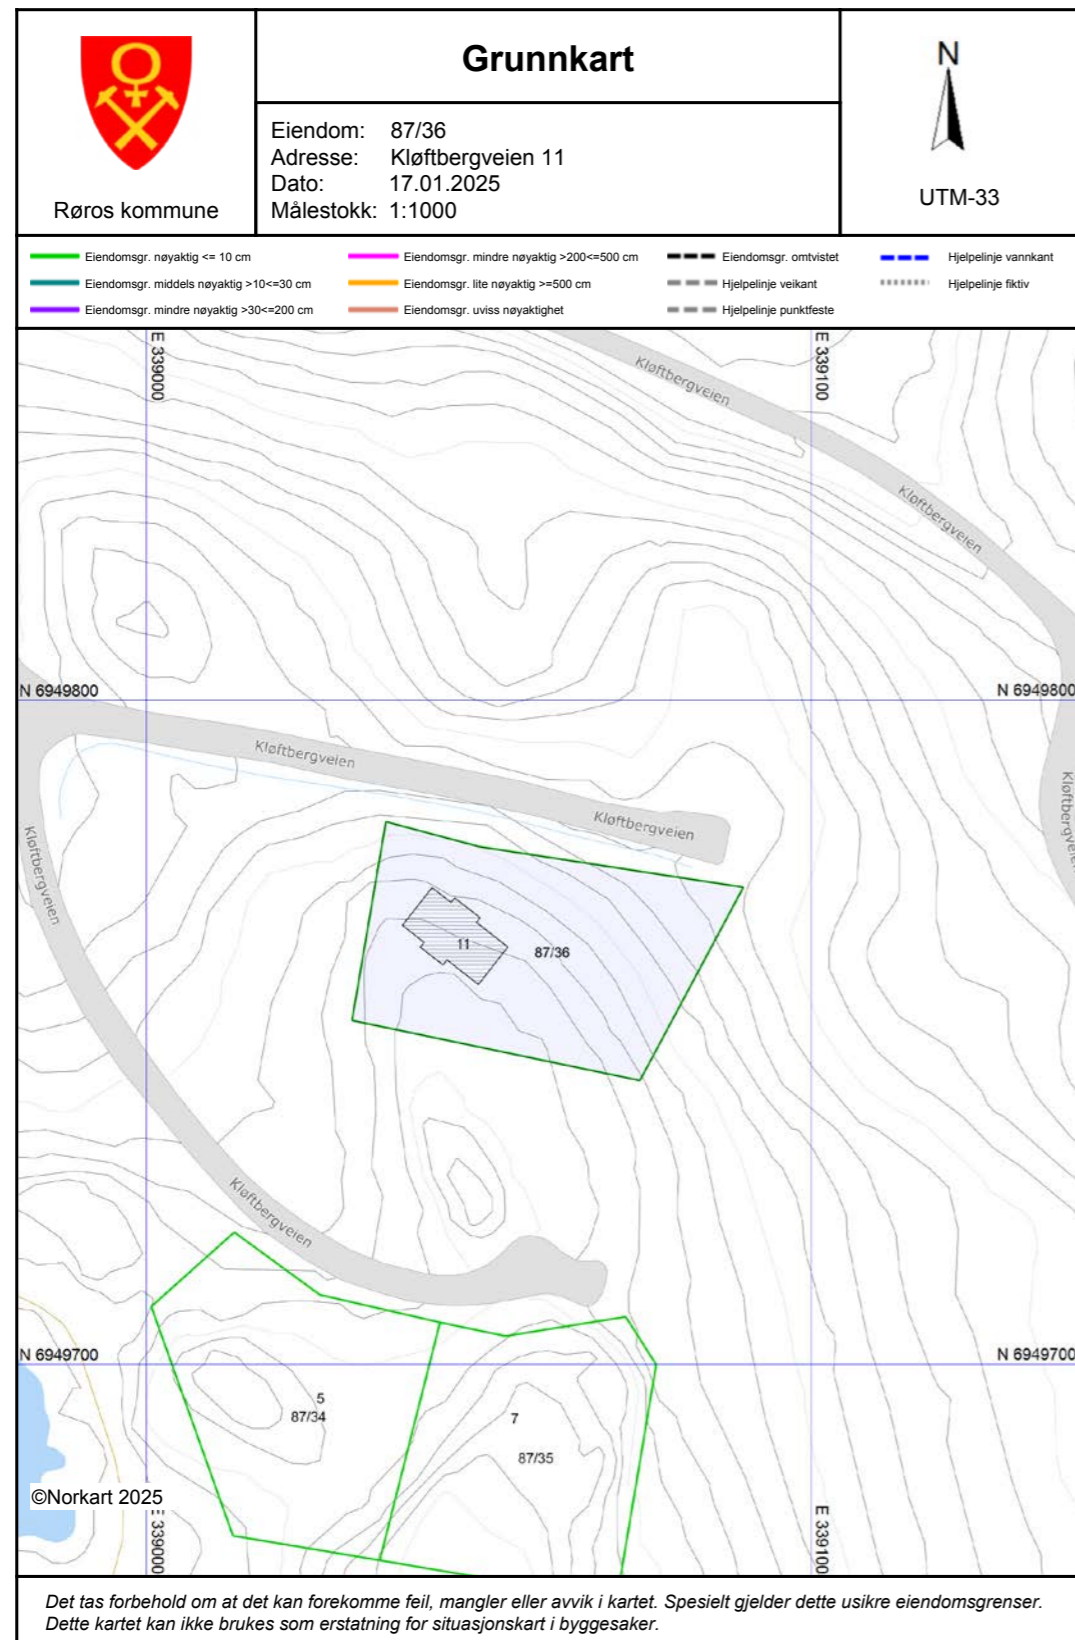 Grunnkart
Eiendom: 87/36
Adresse: Kløftbergveien 11
Dato: 17.01.2025
Målestokk: 1:1000
Røros kommune
N
UTM-33
Eiendomsgr. nøyaktig <= 10 cm
Eiendomsgr. middels nøyaktig >10<=30 cm
Eiendomsgr. mindre nøyaktig >30<=200 cm
Eiendomsgr. mindre nøyaktig >200<=500 cm
Eiendomsgr. lite nøyaktig >=500 cm
Eiendomsgr. uviss nøyaktighet
Eiendomsgr. omtvistet
Hjelpelinje veikant
Hjelpelinje punktfeste
Hjelpelinje vannkant
Hjelpelinje fiktiv
E 339000
E 339100
Kløftbergveien
Kløftbergveien
N 6949800
N 6949800
Kløftbergveien
Kløftbergveien
Kløftbergveien
Kløftbergveien
11
87/36
Kløftbergveien
N 6949700
N 6949700
5
87/34
7
87/35
©Norkart 2025
E 339000
E 339100
Det tas forbehold om at det kan forekomme feil, mangler eller avvik i kartet. Spesielt gjelder dette usikre eiendomsgrenser.
Dette kartet kan ikke brukes som erstatning for situasjonskart i byggesaker.